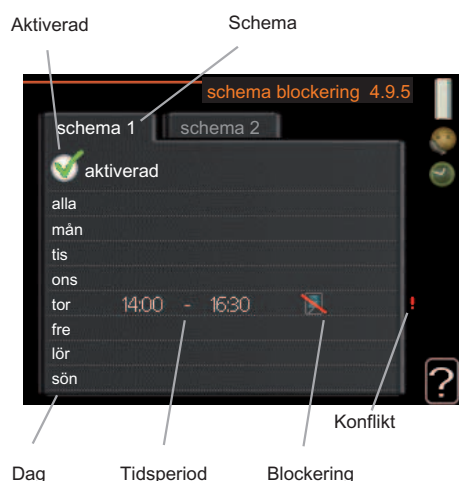 Aktiverad Schema
schema blockering 4.9.5
schema 1 schema 2
aktiverad
alla
mån
tis
ons
tor 14:00 - 16:30 !
fre
lör
sön
?
Konflikt
Dag Tidsperiod Blockering